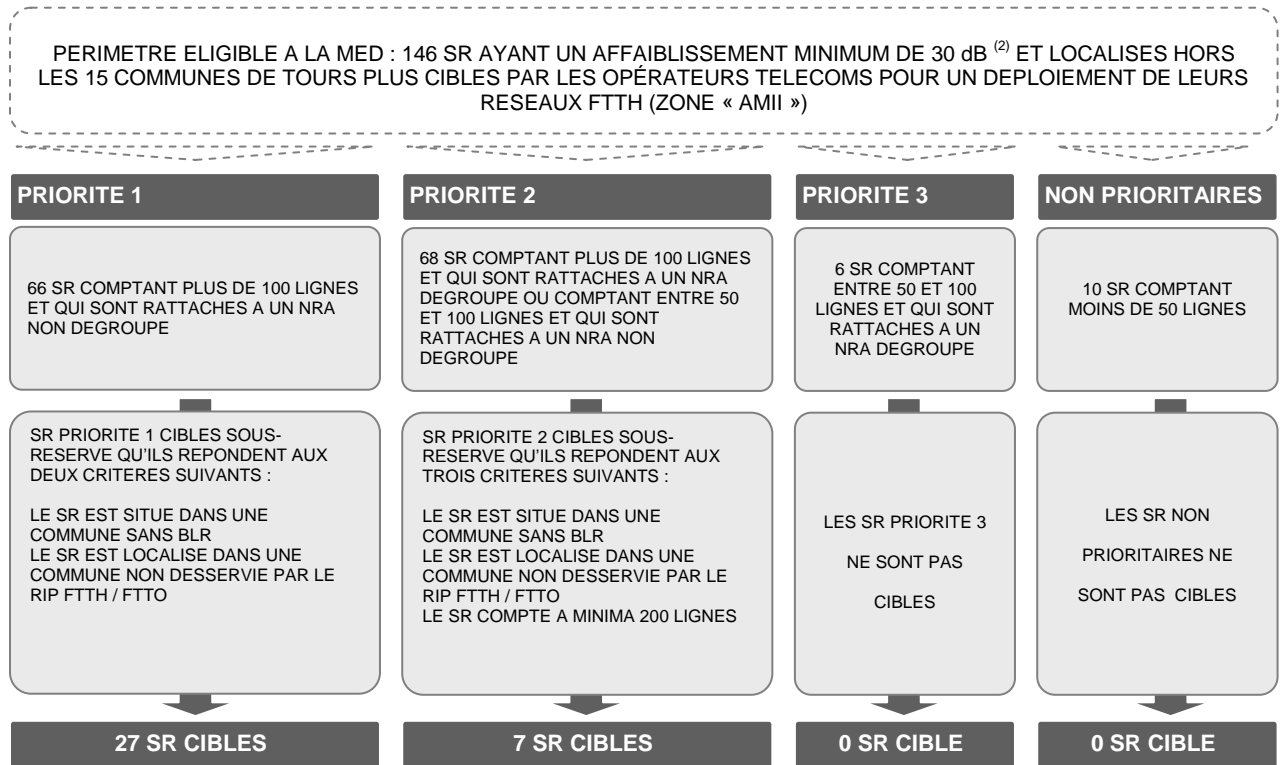 PERIMETRE ELIGIBLE A LA MED : 146 SR AYANT UN AFFAIBLISSEMENT MINIMUM DE 30 dB (2) ET LOCALISES HORS
LES 15 COMMUNES DE TOURS PLUS CIBLES PAR LES OPÉRATEURS TELECOMS POUR UN DEPLOIEMENT DE LEURS
RESEAUX FTTH (ZONE « AMII »)
PRIORITE 1
66 SR COMPTANT PLUS DE 100 LIGNES
ET QUI SONT RATTACHES A UN NRA
NON DEGROUPE
SR PRIORITE 1 CIBLES SOUS-
RESERVE QU'ILS REPONDENT AUX
DEUX CRITERES SUIVANTS :
LE SR EST SITUE DANS UNE
COMMUNE SANS BLR
LE SR EST LOCALISE DANS UNE
COMMUNE NON DESSERVIE PAR LE
RIP FTTH / FTTO
27 SR CIBLES
PRIORITE 2
68 SR COMPTANT PLUS DE 100 LIGNES
ET QUI SONT RATTACHES A UN NRA
DEGROUPE OU COMPTANT ENTRE 50
ET 100 LIGNES ET QUI SONT
RATTACHES A UN NRA NON
DEGROUPE
SR PRIORITE 2 CIBLES SOUS-
RESERVE QU'ILS REPONDENT AUX
TROIS CRITERES SUIVANTS :
LE SR EST SITUE DANS UNE
COMMUNE SANS BLR
LE SR EST LOCALISE DANS UNE
COMMUNE NON DESSERVIE PAR LE
RIP FTTH / FTTO
LE SR COMPTE A MINIMA 200 LIGNES
7 SR CIBLES
PRIORITE 3
6 SR COMPTANT
ENTRE 50 ET 100
LIGNES ET QUI SONT
RATTACHES A UN
NRA DEGROUPE
LES SR PRIORITE 3
NE SONT PAS
CIBLES
0 SR CIBLE
NON PRIORITAIRES
10 SR COMPTANT
MOINS DE 50 LIGNES
LES SR NON
PRIORITAIRES NE
SONT PAS CIBLES
0 SR CIBLE